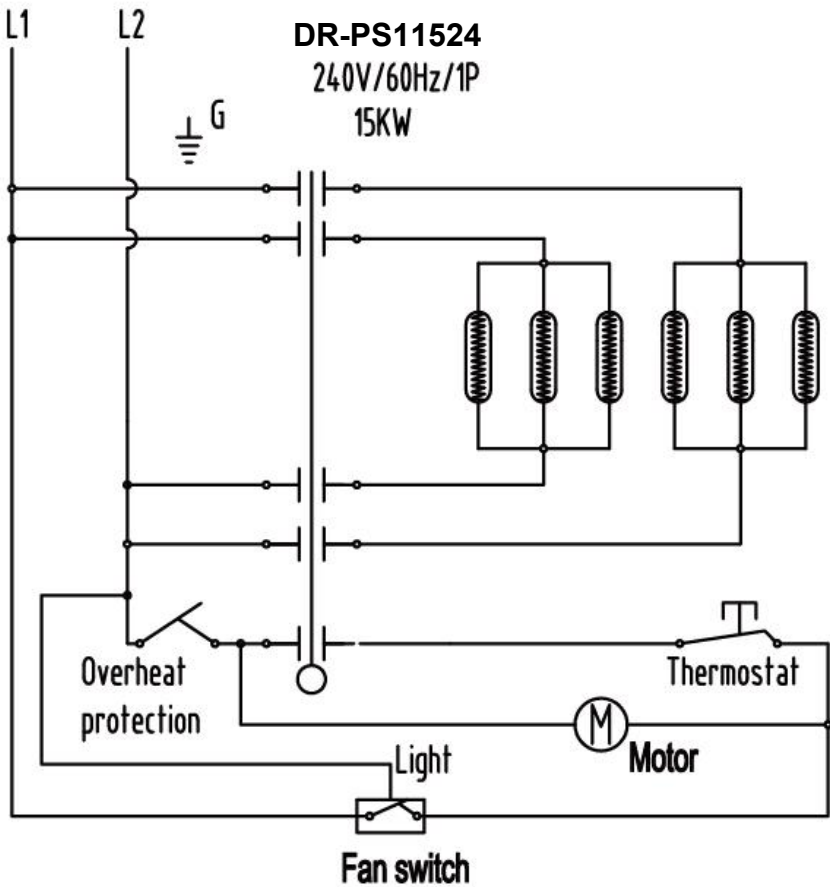 L1
L2
DR-PS11524
240V/60Hz/1P
15KW
G
Overheat
protection
Thermostat
M
Motor
Light
Fan switch